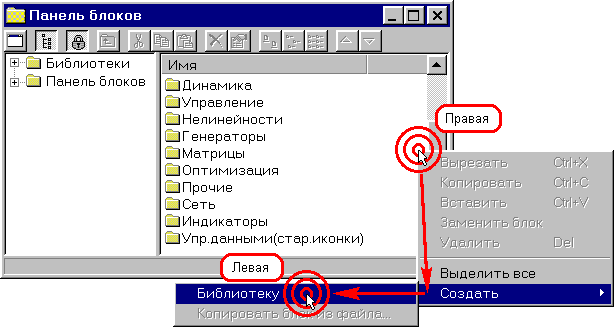 Панель блоков
Библиотеки
Панель блоков
Имя
Динамика
Управление
Нелинейности
Генераторы
Матрицы
Оптимизация
Прочие
Сеть
Индикаторы
Упр.данными(стар.иконки)
Правая
Вырезать Ctrl+X
Копировать Ctrl+C
Вставить Ctrl+V
Заменить блок
Удалить Del
Выделить все
Создать
Левая
Библиотеку
Копировать блок из файла...